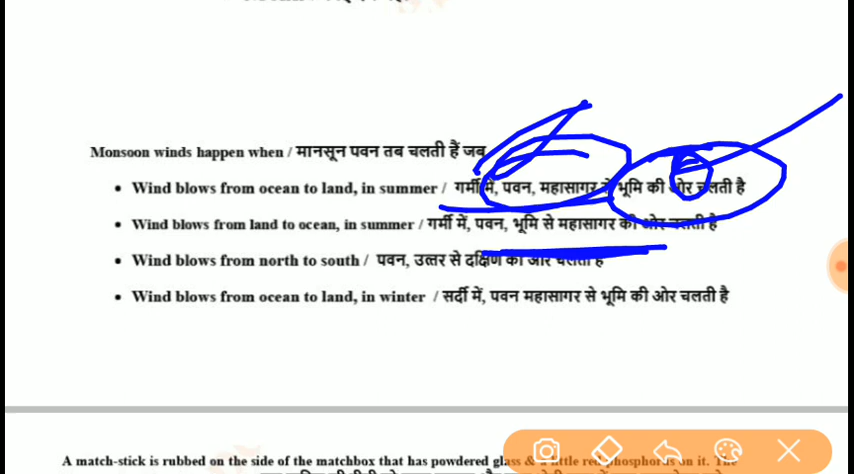 Monsoon winds happen when / मानसून पवन तब चलती हैं जब
• Wind blows from ocean to land, in summer / गर्मी में, पवन, महासागर से भूमि की ओर चलती है
• Wind blows from land to ocean, in summer / गर्मी में, पवन, भूमि से महासागर की ओर चलती है
• Wind blows from north to south / पवन, उत्तर से दक्षिण की ओर चलती है
• Wind blows from ocean to land, in winter / सर्दी में, पवन महासागर से भूमि की ओर चलती है
A match-stick is rubbed on the side of the matchbox that has powdered glass & a little red phosphorus on it. The